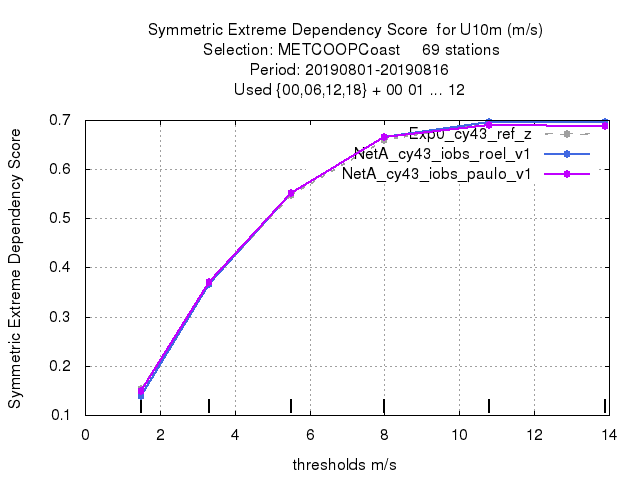 Symmetric Extreme Dependency Score for U10m (m/s)
Selection: METCOOPCoast 69 stations
Period: 20190801-20190816
Used {00,06,12,18} + 00 01 ... 12
Symmetric Extreme Dependency Score
0.7
0.6
0.5
0.4
0.3
0.2
0.1
Exp0_cy43_ref_z
NetA_cy43_iobs_roel_v1
NetA_cy43_iobs_paulo_v1
0 2 4 6 8 10 12 14
thresholds m/s